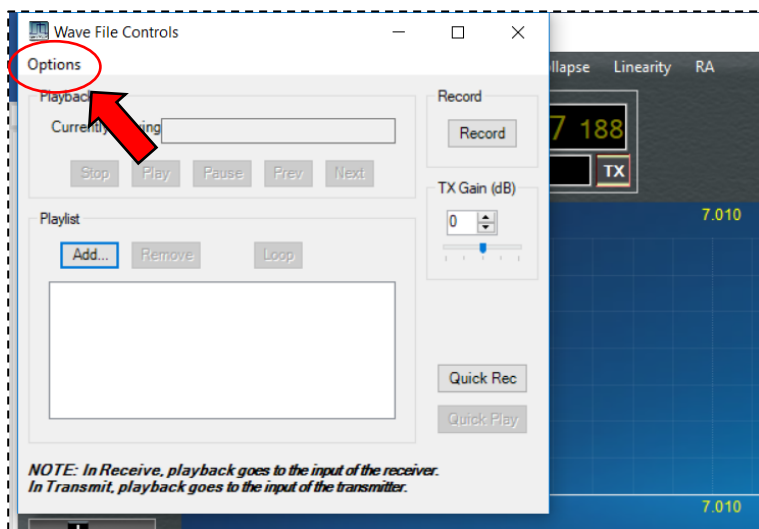 Wave File Controls
Options
Playback
Currently
Stop Play Pause Prev Next
Playlist
Add... Remove Loop
Record
Record
TX Gain (dB)
0
Quick Rec
Quick Play
NOTE: In Receive, playback goes to the input of the receiver.
In Transmit, playback goes to the input of the transmitter.
Linearity RA
7 188
TX
7.010
7.010